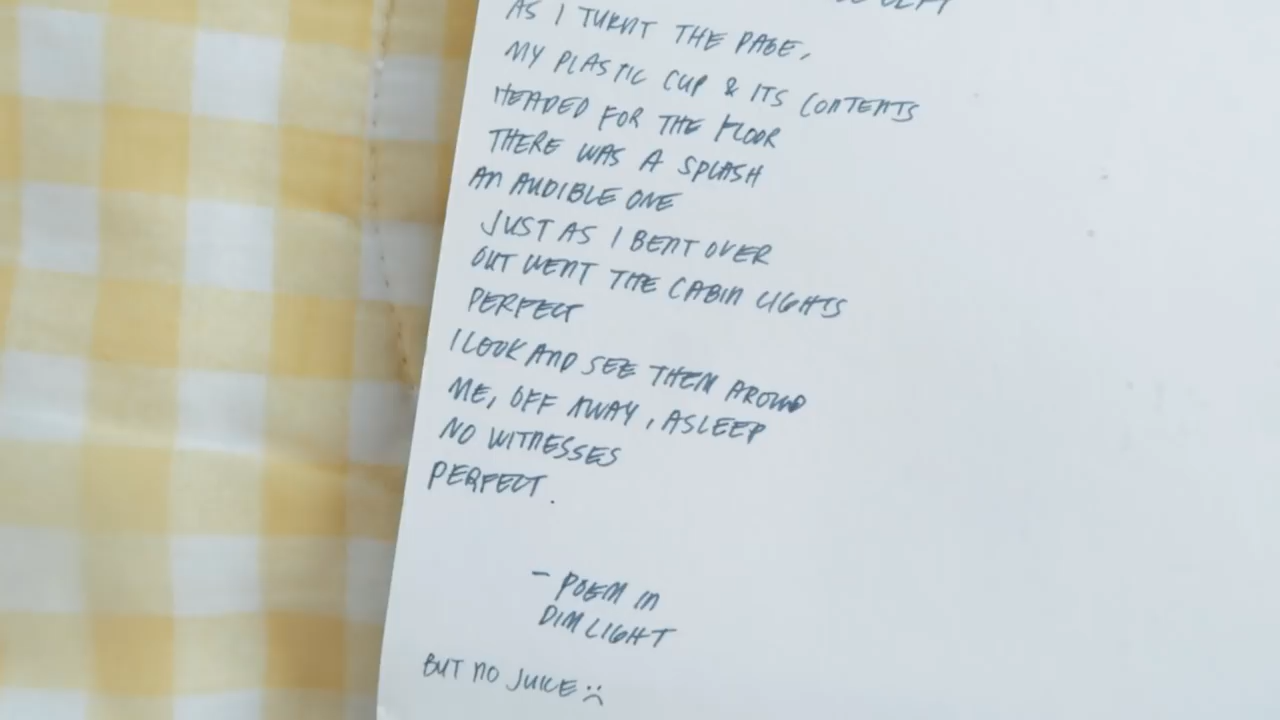 AS I TURNT THE PAGE,
MY PLASTIC CUP & ITS CONTENTS
HEADED FOR THE FLOOR
THERE WAS A SPLASH
AN AUDIBLE ONE
JUST AS I BENT OVER
OUT WENT THE CABIN LIGHTS
PERFECT
I LOOK AND SEE THEM AROUND
ME, OFF AWAY, ASLEEP
NO WITNESSES
PERFECT.
- POEM IN
DIM LIGHT
BUT NO JUICE :(